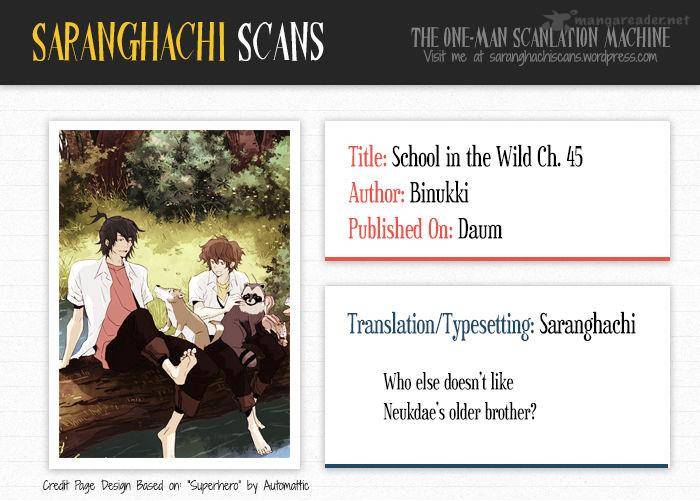 SARANGHACHI SCANS
mangareader.net
THE ONE-MAN SCANLATION MACHINE
Visit me at saranghachiscans.wordpress.com
Title: School in the Wild Ch. 45
Author: Binukki
Published On: Daum
Translation/Typesetting: Saranghachi
Who else doesn't like
Neukdae's older brother?
Credit Page Design Based on: "Superhero" by Automattic